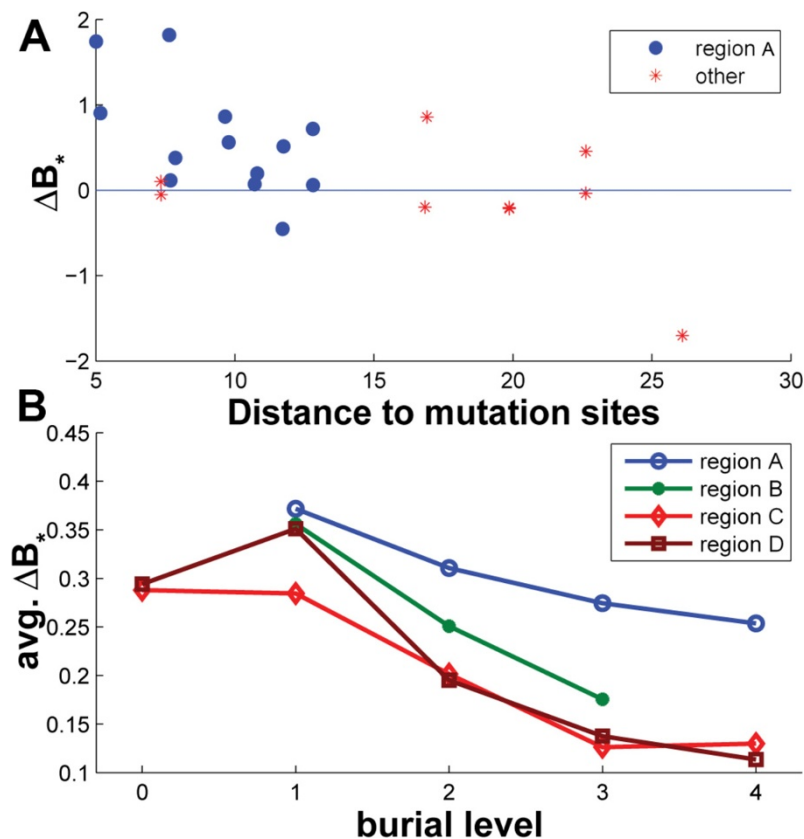 A
2
1
0
−1
−2
ΔB*
region A
other
5
10
15
20
25
30
Distance to mutation sites
B
0.45
0.4
0.35
0.3
0.25
0.2
0.15
0.1
avg. ΔB*
region A
region B
region C
region D
0
1
2
3
4
burial level